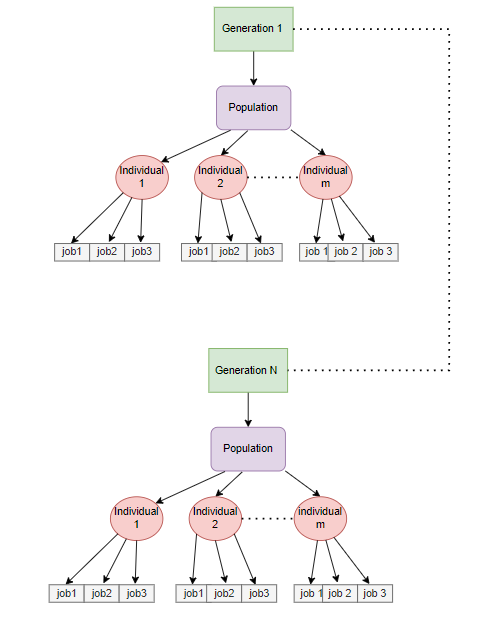 Generation 1
Population
Individual
1
Individual
2
Individual
m
job1 job2 job3
job1 job2 job3
job 1 job 2 job 3
Generation N
Population
Individual
1
Individual
2
individual
m
job1 job2 job3
job1 job2 job3
job 1 job 2 job 3